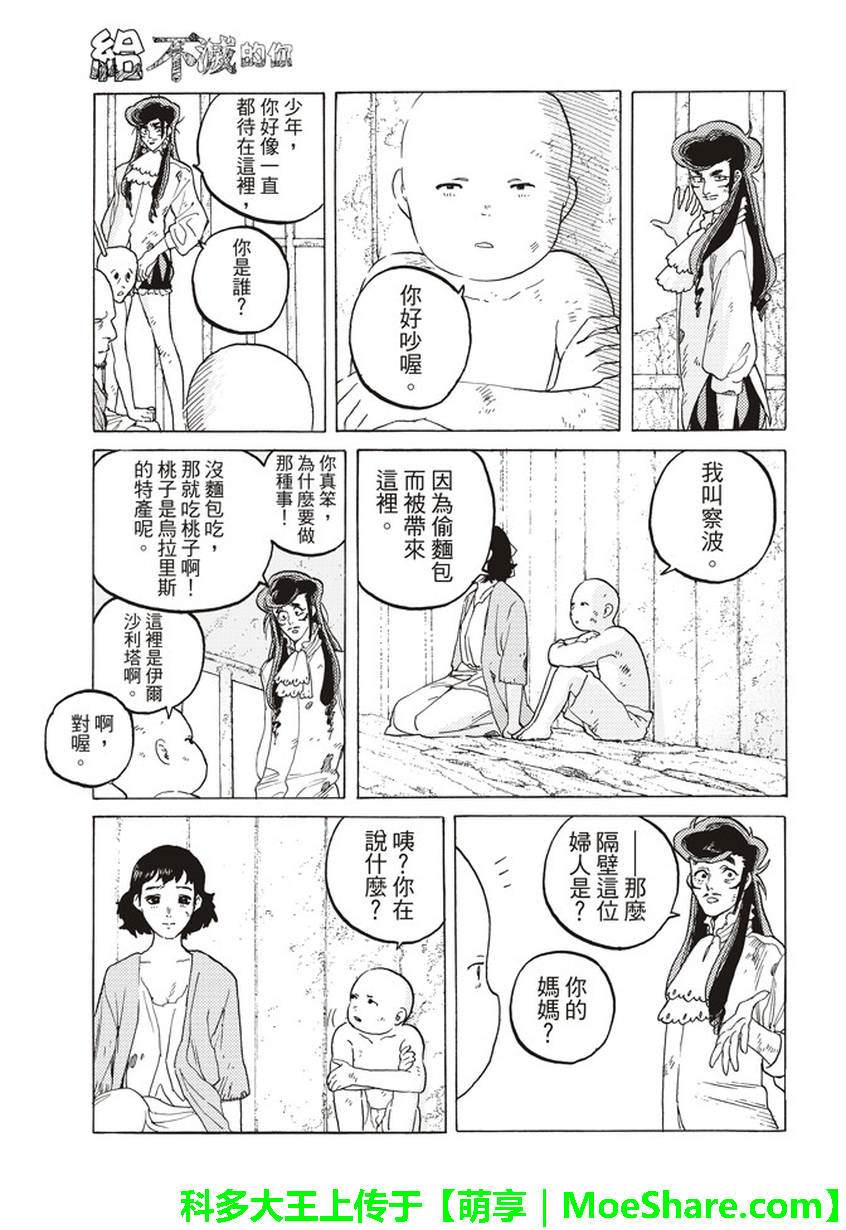 給不滅的你
你好吵喔。
少年，
你好像一直
都待在這裡，
你是誰？
我叫察波。
因為偷麵包
而被帶來
這裡。
你真笨，
為什麼要做
那種事！
沒麵包吃，
那就吃桃子啊！
桃子是烏拉里斯
的特產呢。
這裡是伊爾
沙利塔啊。
啊，
對喔。
——那麼
隔壁這位
婦人是？
你的
媽媽？
咦？你在
說什麼？
科多大王上传于【萌享｜MoeShare.com】